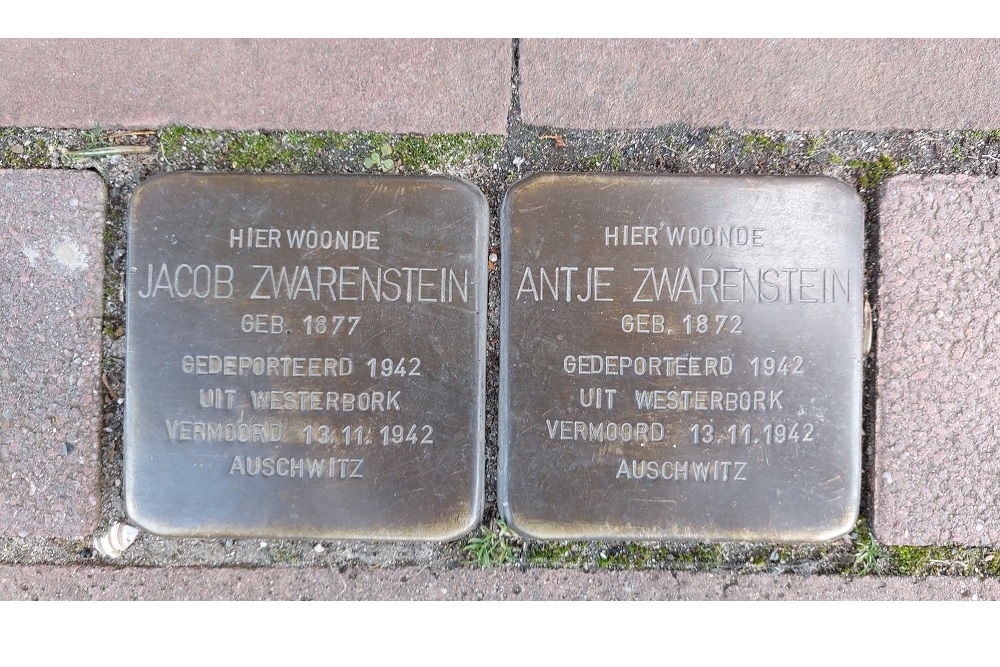 HIER WOONDE
JACOB ZWARENSTEIN
GEB. 1877
GEDEPORTEERD 1942
UIT WESTERBORK
VERMOORD 13.11.1942
AUSCHWITZ
HIER WOONDE
ANTJE ZWARENSTEIN
GEB. 1872
GEDEPORTEERD 1942
UIT WESTERBORK
VERMOORD 13.11.1942
AUSCHWITZ